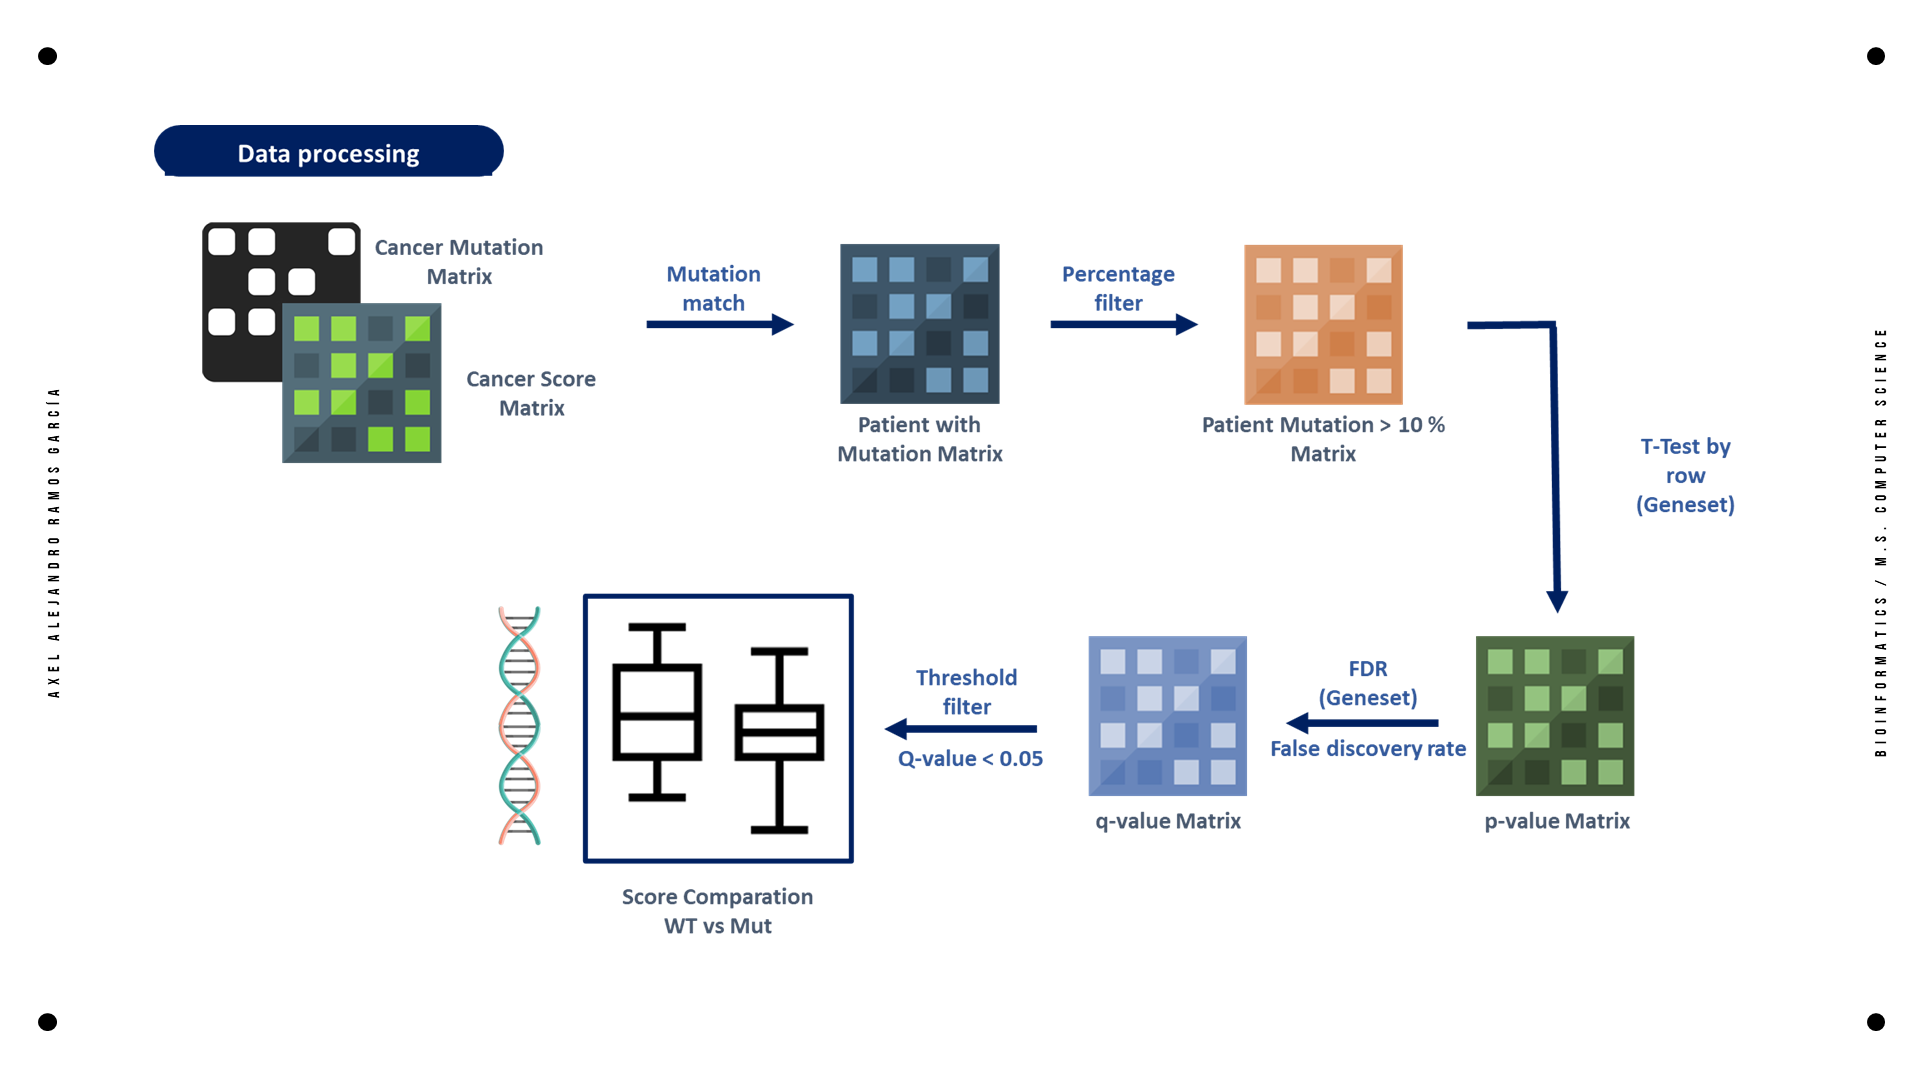 Data processing
Cancer Mutation
Matrix
Cancer Score
Matrix
Mutation
match
Patient with
Mutation Matrix
Percentage
filter
Patient Mutation > 10 %
Matrix
T-Test by
row
(Geneset)
p-value Matrix
FDR
(Geneset)
False discovery rate
q-value Matrix
Threshold
filter
Q-value < 0.05
Score Comparation
WT vs Mut
AXEL ALEJANDRO RAMOS GARCÍA
BIOINFORMATICS / M.S. COMPUTER SCIENCE